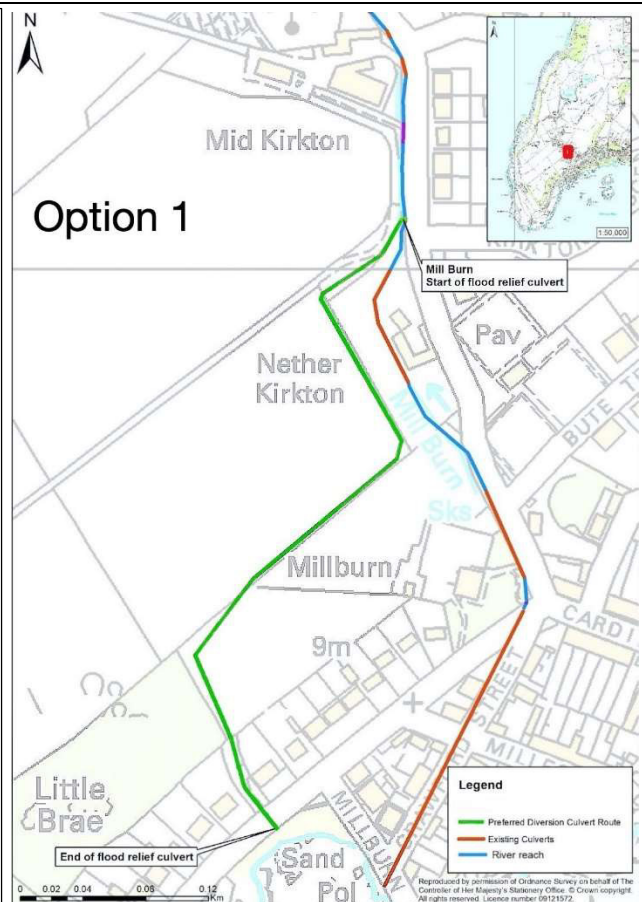 N
N
1:50,000
Mid Kirkton
Option 1
Mill Burn
Start of flood relief culvert
Pav
Nether
Kirkton
BUTE TE
Mill Burn
Sks
Millburn
CARDI
9m
STREET
MILLE
Little
Brae
MILLBURN
End of flood relief culvert
Sand
Pol
Legend
Preferred Diversion Culvert Route
Existing Culverts
River reach
0 0.02 0.04 0.08 0.12
Km
Reproduced by permission of Ordnance Survey on behalf of The
Controller of Her Majesty's Stationery Office. © Crown copyright.
All rights reserved. Licence number 09121572.